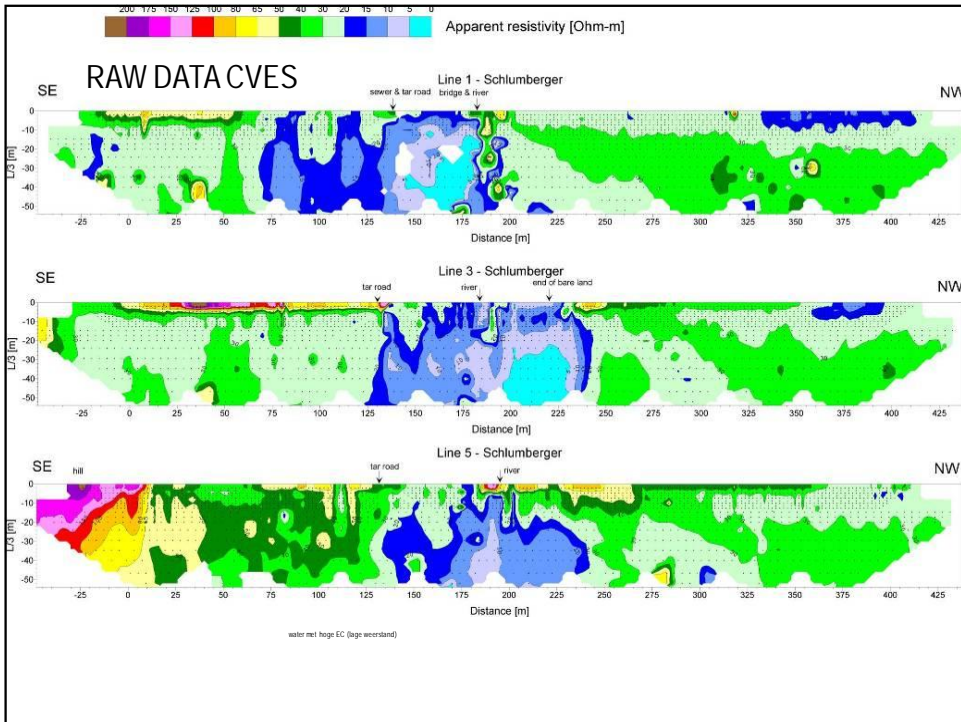 200 175 150 125 100 80 65 50 40 30 20 15 10 5 0
Apparent resistivity [Ohm-m]
RAW DATA CVES
Line 1 - Schlumberger
SE
sewer & tar road
bridge & river
NW
0
-10
-20
-30
-40
-50
L/3 [m]
-25 0 25 50 75 100 125 150 175 200 225 250 275 300 325 350 375 400 425
Distance [m]
Line 3 - Schlumberger
SE
tar road
river
end of bare land
NW
0
-10
-20
-30
-40
-50
L/3 [m]
-25 0 25 50 75 100 125 150 175 200 225 250 275 300 325 350 375 400 425
Distance [m]
Line 5 - Schlumberger
SE
hill
tar road
river
NW
0
-10
-20
-30
-40
-50
L/3 [m]
-25 0 25 50 75 100 125 150 175 200 225 250 275 300 325 350 375 400 425
Distance [m]
water met hoge EC (lage weerstand)